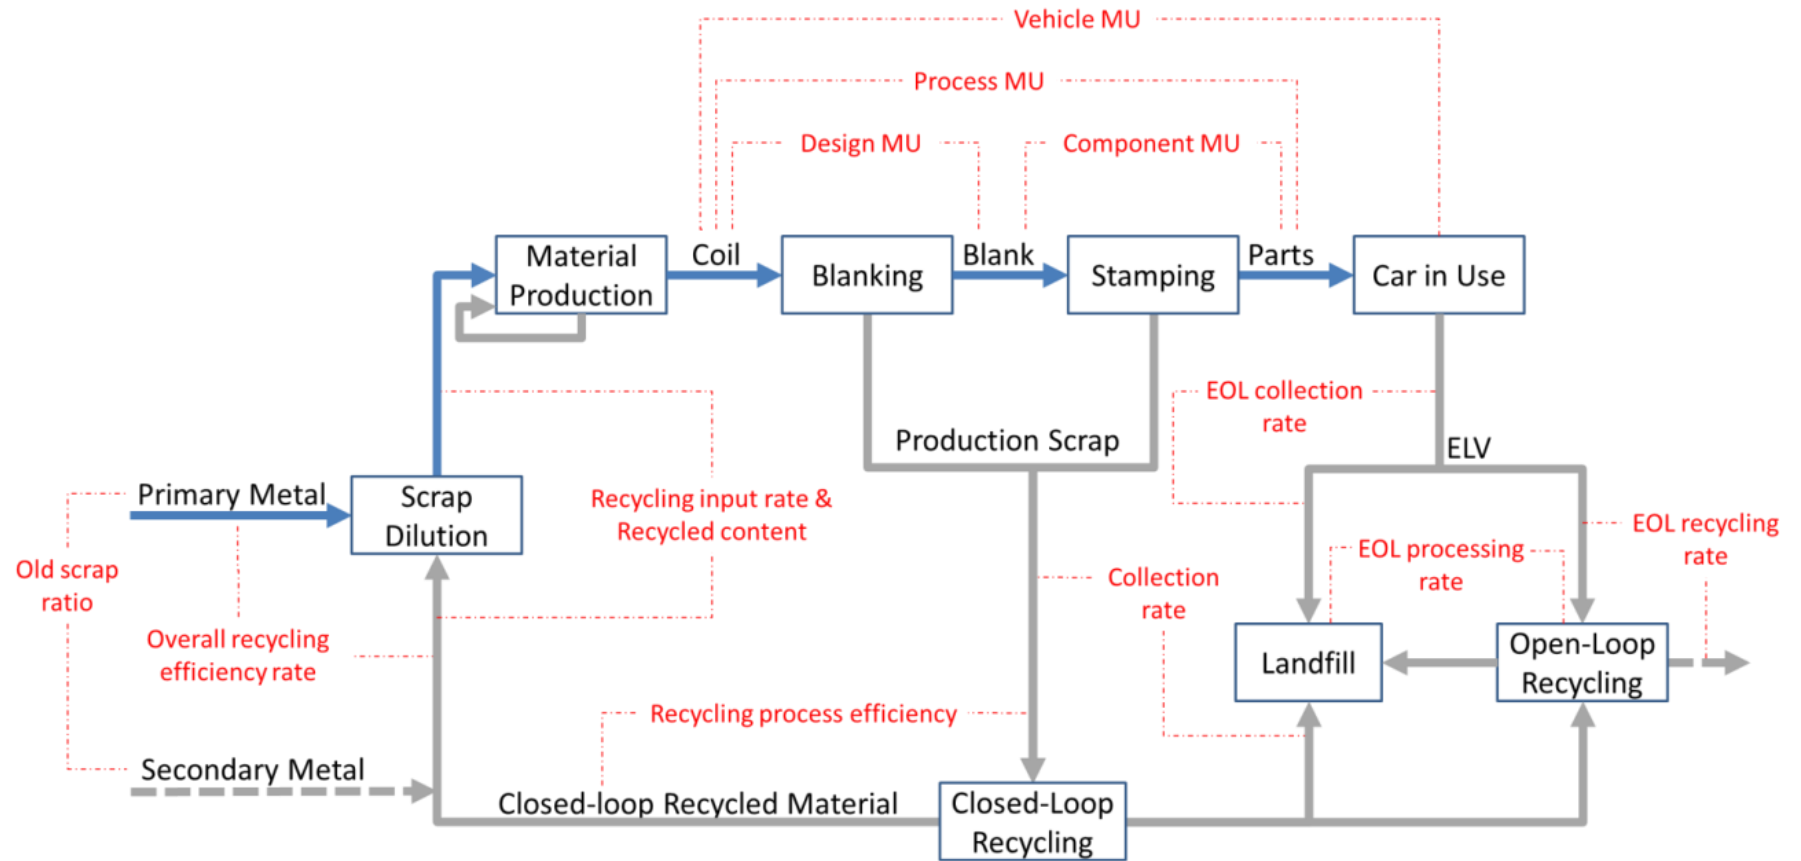 Vehicle MU
Process MU
Design MU
Component MU
Material
Production
Coil
Blanking
Blank
Stamping
Parts
Car in Use
EOL collection
rate
Production Scrap
ELV
Primary Metal
Scrap
Dilution
Recycling input rate &
Recycled content
EOL recycling
rate
Old scrap
ratio
Collection
rate
EOL processing
rate
Overall recycling
efficiency rate
Landfill
Open-Loop
Recycling
Recycling process efficiency
Secondary Metal
Closed-loop Recycled Material
Closed-Loop
Recycling